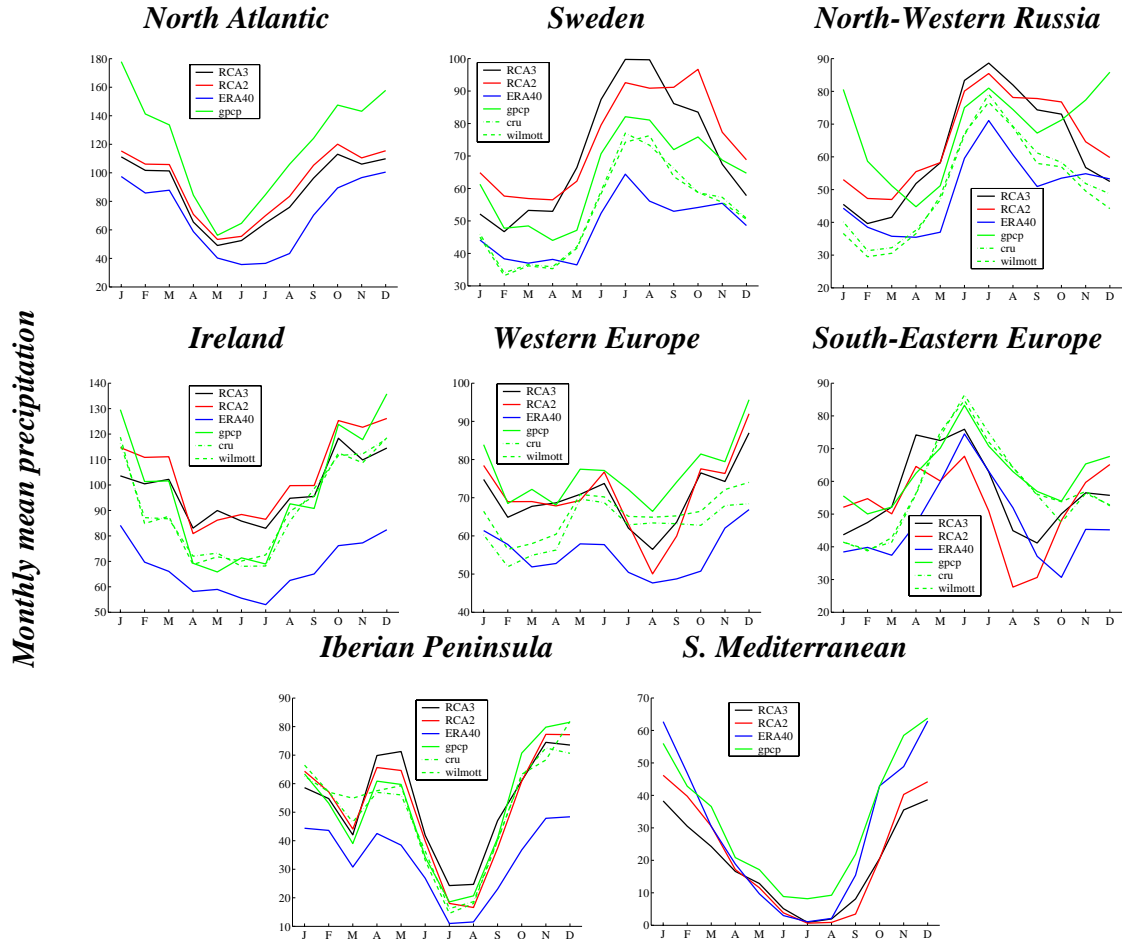 North Atlantic
Sweden
North-Western Russia
180
160
140
120
100
80
60
40
20
J F M A M J J A S O N D
RCA3
RCA2
ERA40
gpcp
100
90
80
70
60
50
40
30
J F M A M J J A S O N D
RCA3
RCA2
ERA40
gpcp
cru
wilmott
90
80
70
60
50
40
30
20
J F M A M J J A S O N D
RCA3
RCA2
ERA40
gpcp
cru
wilmott
Monthly mean precipitation
Ireland
Western Europe
South-Eastern Europe
140
130
120
110
100
90
80
70
60
50
J F M A M J J A S O N D
RCA3
RCA2
ERA40
gpcp
cru
wilmott
100
90
80
70
60
50
40
J F M A M J J A S O N D
RCA3
RCA2
ERA40
gpcp
cru
wilmott
90
80
70
60
50
40
30
20
J F M A M J J A S O N D
RCA3
RCA2
ERA40
gpcp
cru
wilmott
Iberian Peninsula
S. Mediterranean
90
80
70
60
50
40
30
20
10
J F M A M J J A S O N D
RCA3
RCA2
ERA40
gpcp
cru
wilmott
70
60
50
40
30
20
10
0
J F M A M J J A S O N D
RCA3
RCA2
ERA40
gpcp